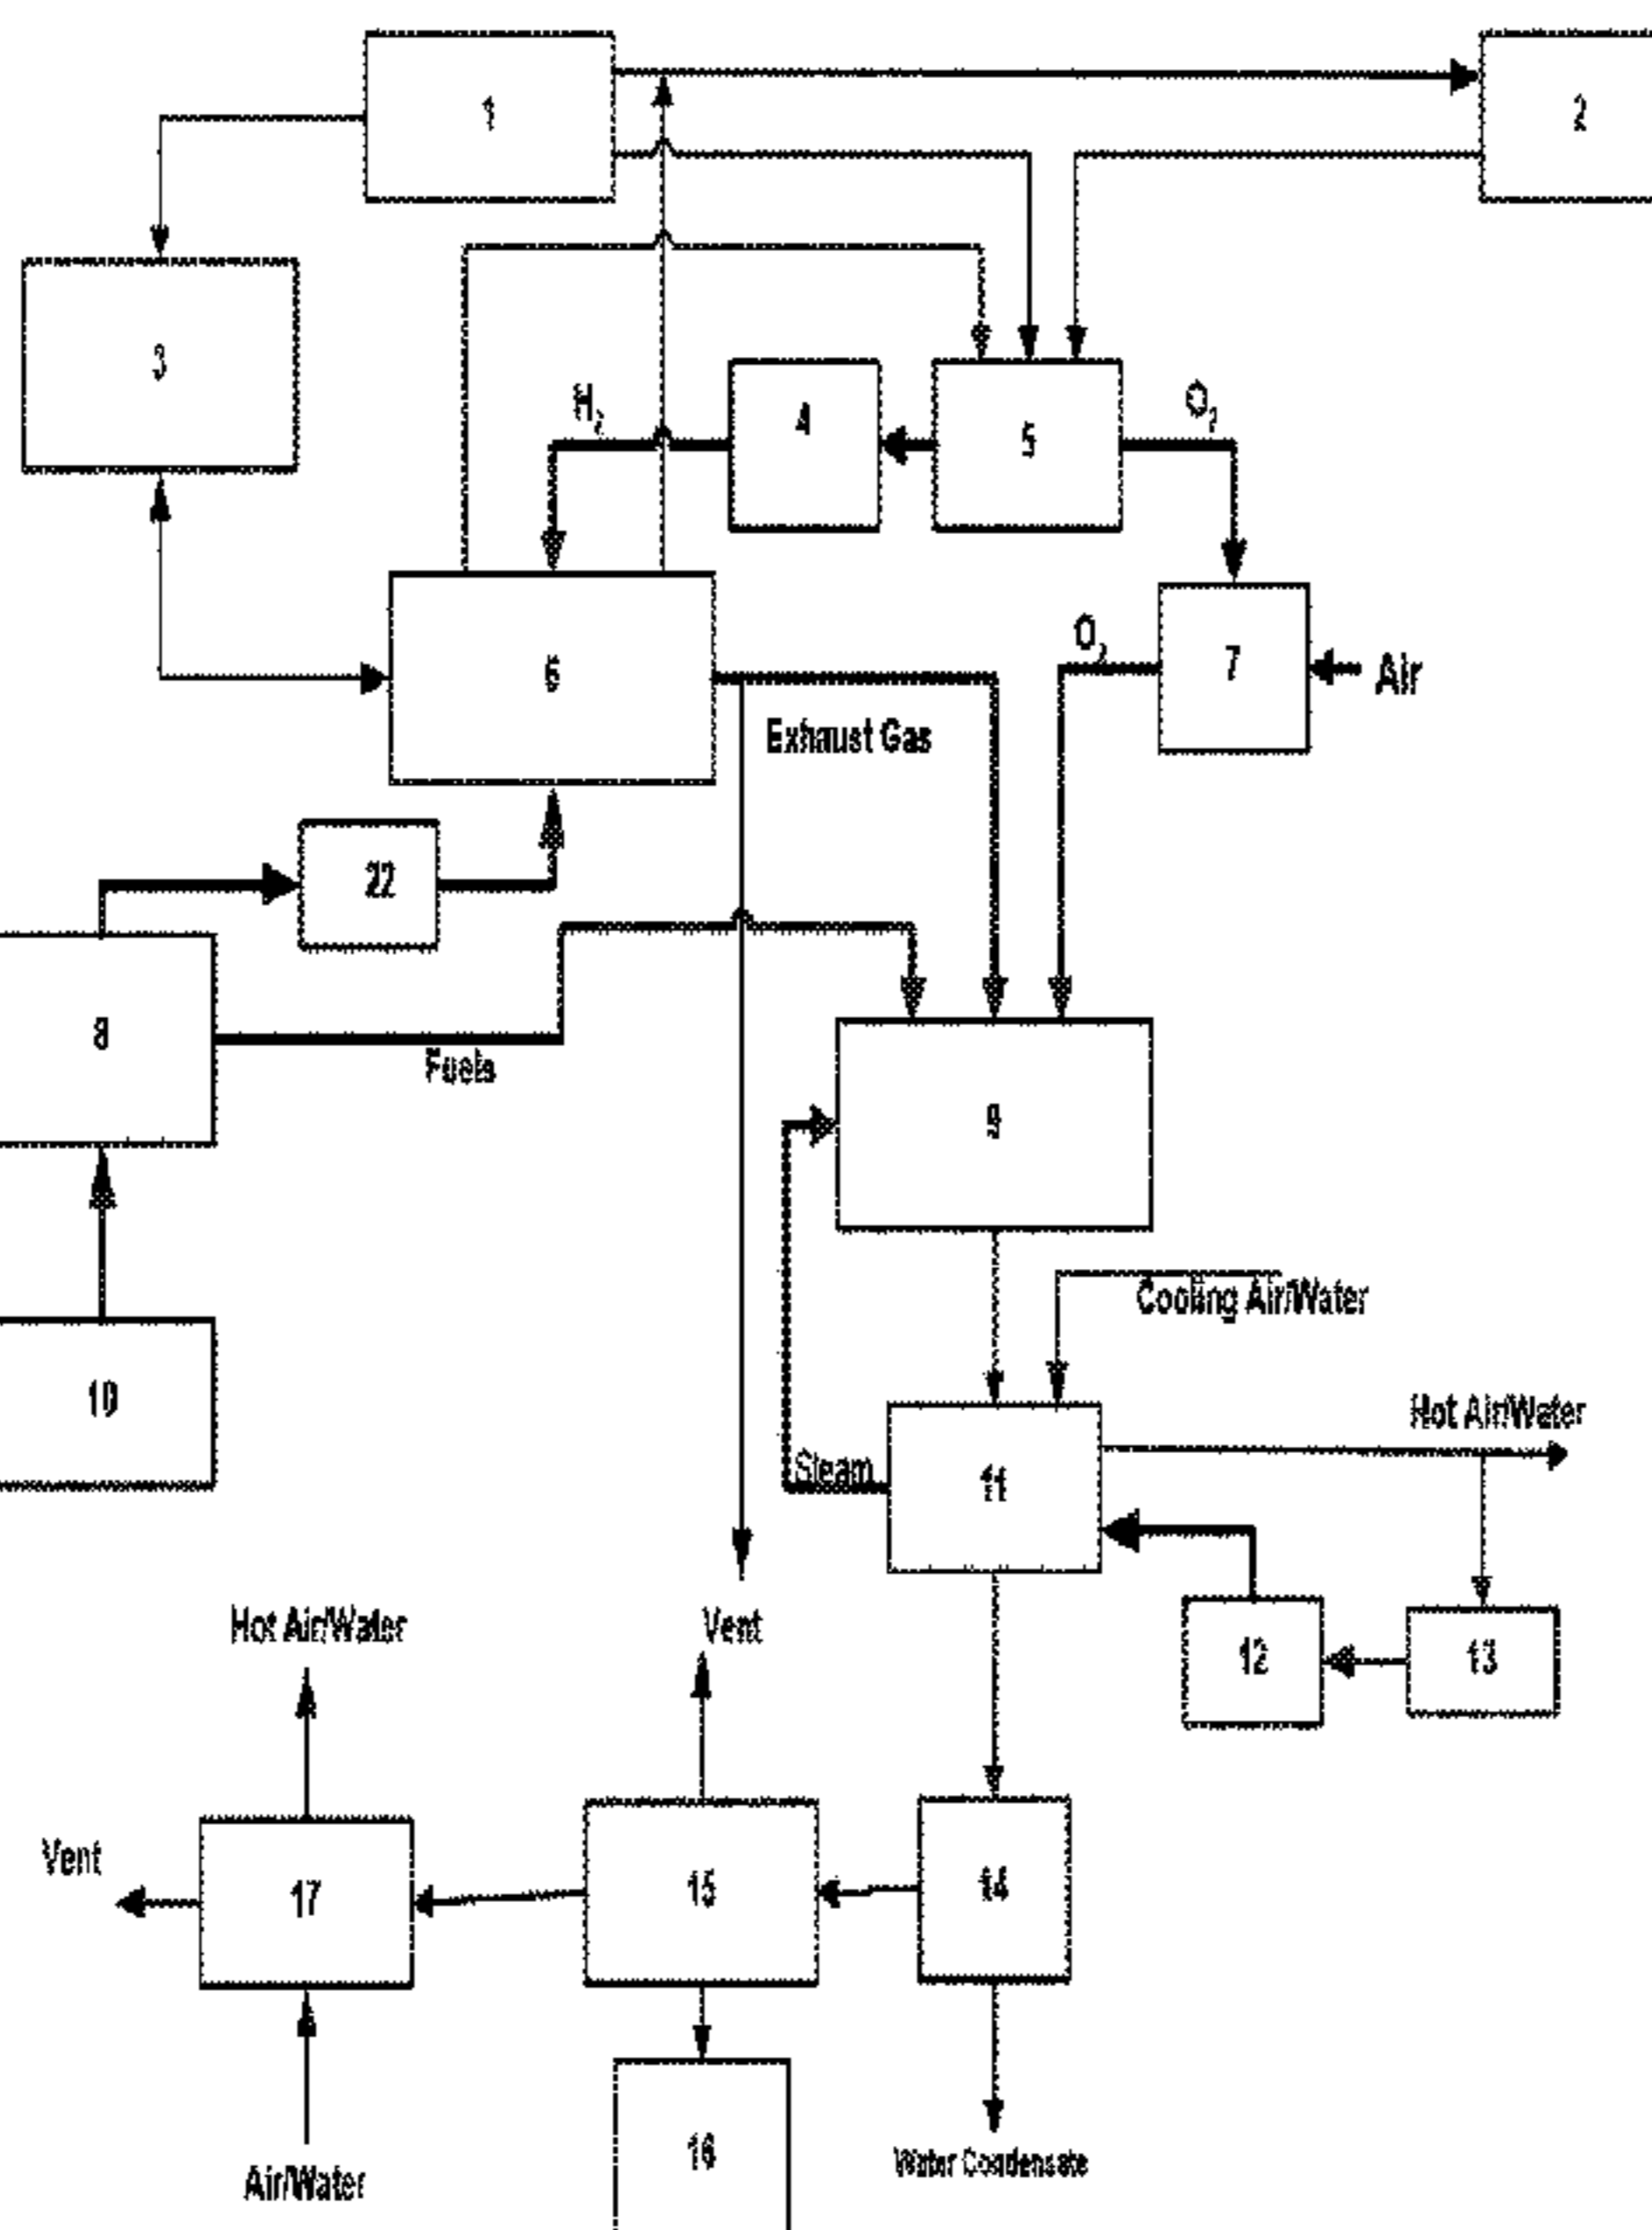 1
2
3
H2
4
5
O2
6
O2
7
Air
Exhaust Gas
22
8
Fuels
9
Cooling Air/Water
10
Hot Air/Water
Steam
11
Hot Air/Water
Vent
12
13
Vent
17
15
14
16
Water Condensate
Air/Water